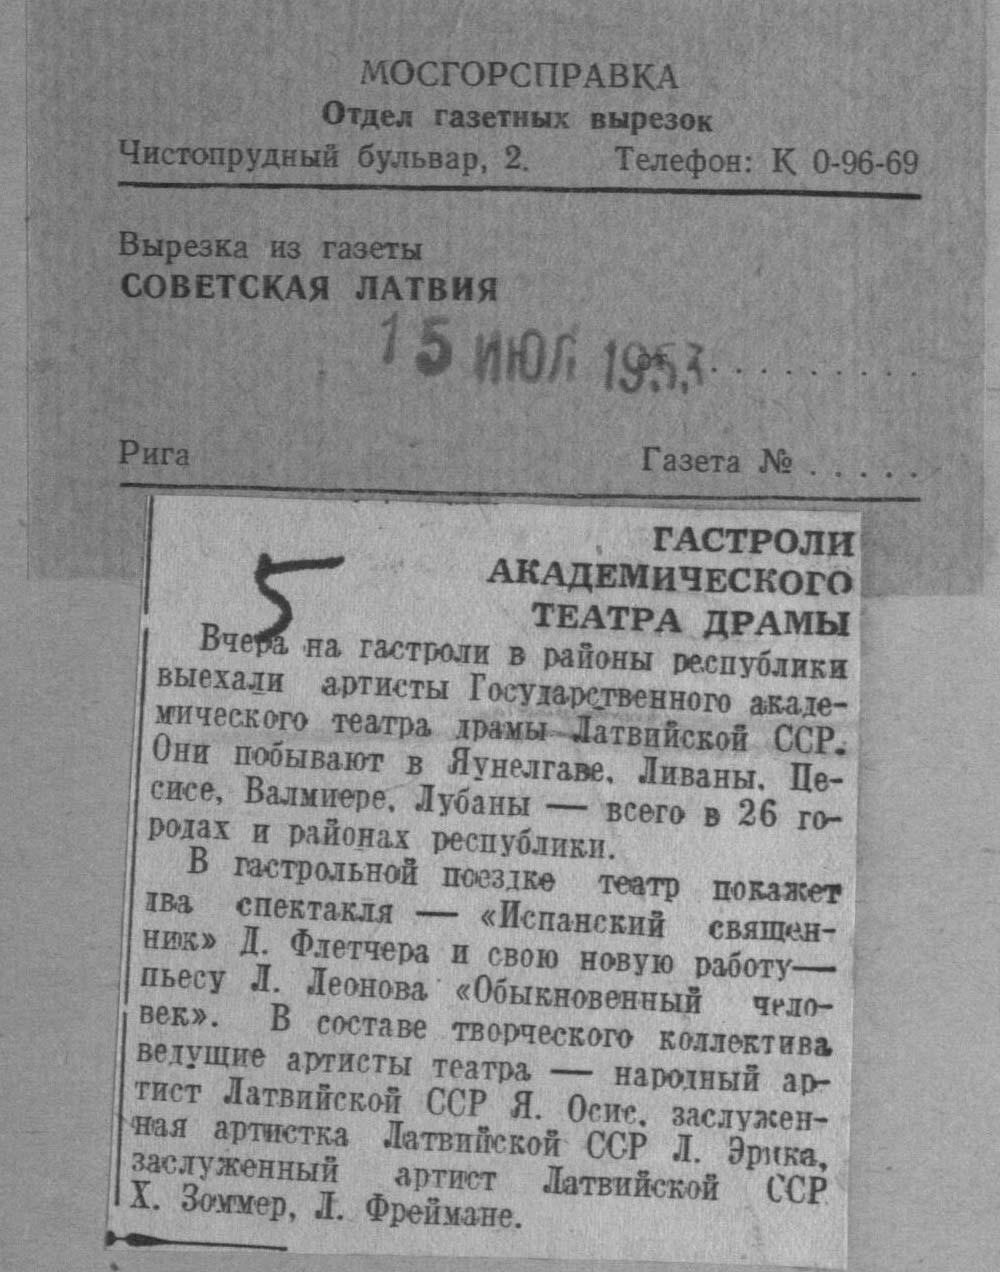 МОСГОРСПРАВКА
Отдел газетных вырезок
Чистопрудный бульвар, 2. Телефон: К 0-96-69
Вырезка из газеты
СОВЕТСКАЯ ЛАТВИЯ
15 ИЮЛ 1953 от . . . . . . . . .
Рига Газета № . . . . .
5
ГАСТРОЛИ
АКАДЕМИЧЕСКОГО
ТЕАТРА ДРАМЫ
Вчера на гастроли в районы республики
выехали артисты Государственного акаде-
мического театра драмы Латвийской ССР.
Они побывают в Яунелгаве, Ливаны, Це-
сисе, Валмиере, Лубаны — всего в 26 го-
родах и районах республики.
В гастрольной поездке театр покажет
два спектакля — «Испанский священ-
ник» Д. Флетчера и свою новую работу—
пьесу Л. Леонова «Обыкновенный чело-
век». В составе творческого коллектива
ведущие артисты театра — народный ар-
тист Латвийской ССР Я. Осис, заслужен-
ная артистка Латвийской ССР Л. Эрика,
заслуженный артист Латвийской ССР
Х. Зоммер, Л. Фреймане.